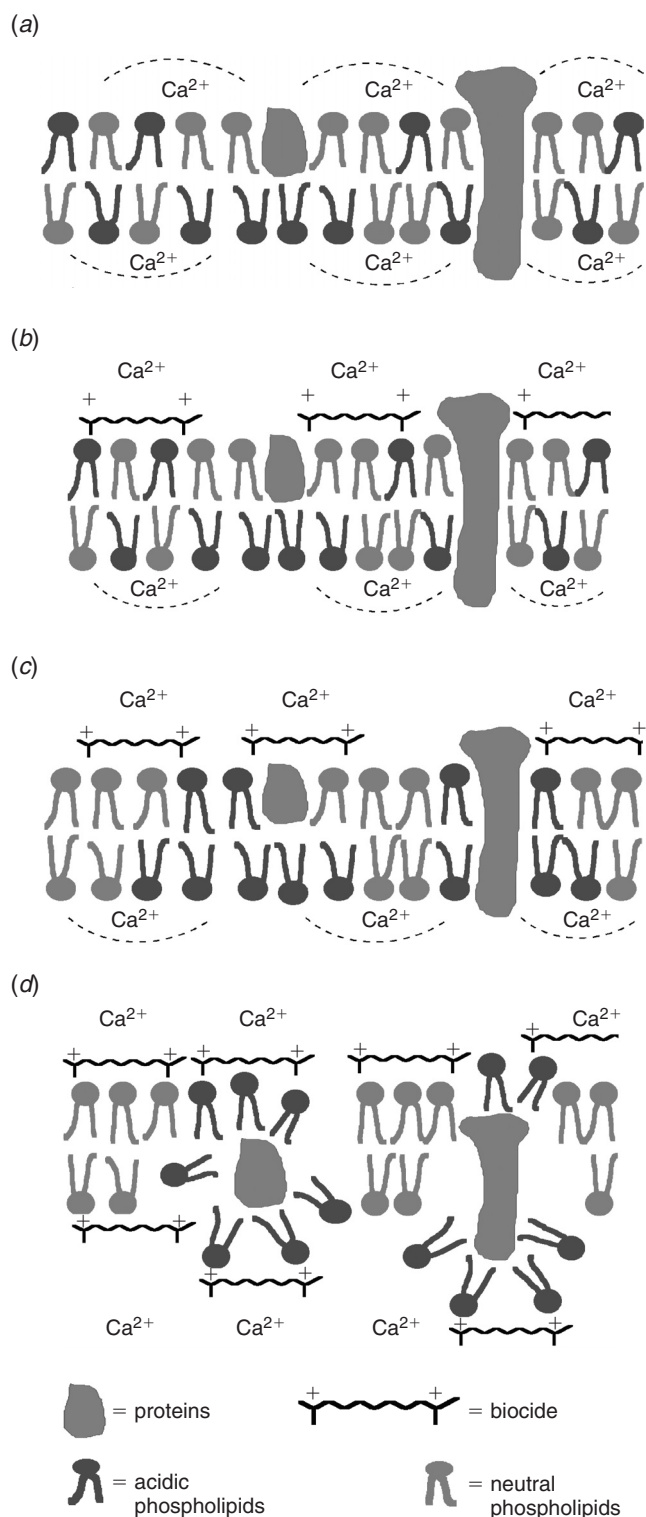 (a)
Ca²⁺ Ca²⁺ Ca²⁺
Ca²⁺ Ca²⁺ Ca²⁺
(b)
Ca²⁺ Ca²⁺ Ca²⁺
+ + + + +
Ca²⁺ Ca²⁺ Ca²⁺
(c)
Ca²⁺ Ca²⁺ Ca²⁺
+ + + + + +
Ca²⁺ Ca²⁺ Ca²⁺
(d)
Ca²⁺ Ca²⁺ Ca²⁺
+ + + + + + +
+ +
+ +
Ca²⁺ Ca²⁺ Ca²⁺
+ +
+ +
= proteins = biocide
= acidic = neutral
phospholipids phospholipids